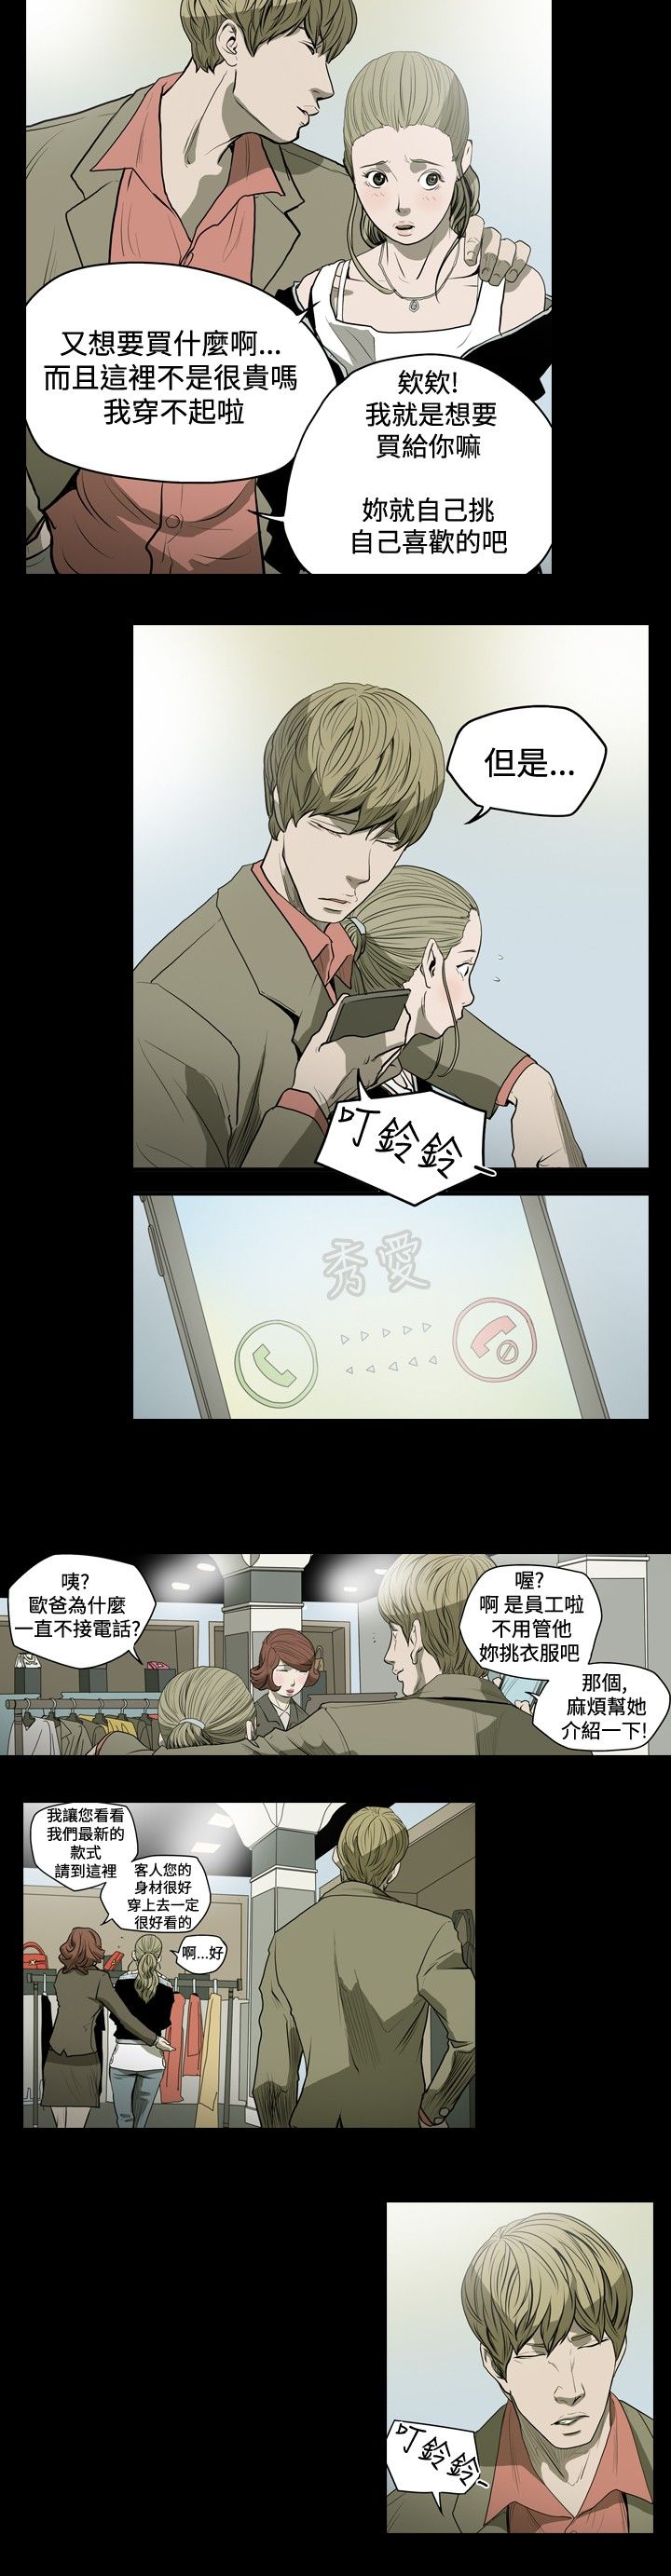 又想要買什麼啊...
而且這裡不是很貴嗎
我穿不起啦
欸欸!
我就是想要
買給你嘛
妳就自己挑
自己喜歡的吧
但是...
叮鈴鈴-
秀愛
咦?
歐爸為什麼
一直不接電話?
喔?
啊 是員工啦
不用管他
妳挑衣服吧
那個,
麻煩幫她
介紹一下!
我讓您看看
我們最新的
款式
請到這裡
客人您的
身材很好
穿上去一定
很好看的
啊...好
叮鈴鈴-